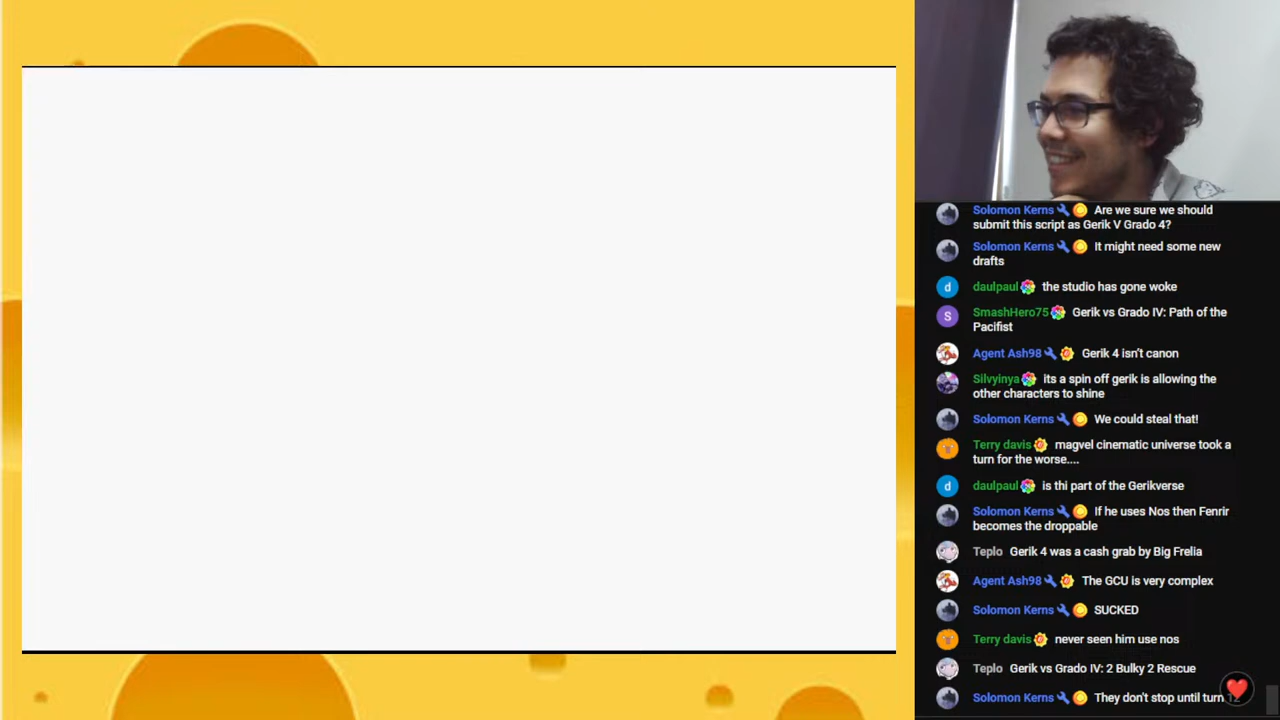 Solomon Kerns Are we sure we should
submit this script as Gerik V Grado 4?
Solomon Kerns It might need some new
drafts
d daulpaul the studio has gone woke
S SmashHero75 Gerik vs Grado IV: Path of the
Pacifist
Agent Ash98 Gerik 4 isn't canon
Silvyinya its a spin off gerik is allowing the
other characters to shine
Solomon Kerns We could steal that!
Terry davis magvel cinematic universe took a
turn for the worse....
d daulpaul is thi part of the Gerikverse
Solomon Kerns If he uses Nos then Fenrir
becomes the droppable
Teplo Gerik 4 was a cash grab by Big Frelia
Agent Ash98 The GCU is very complex
Solomon Kerns SUCKED
Terry davis never seen him use nos
Teplo Gerik vs Grado IV: 2 Bulky 2 Rescue
Solomon Kerns They don't stop until turn